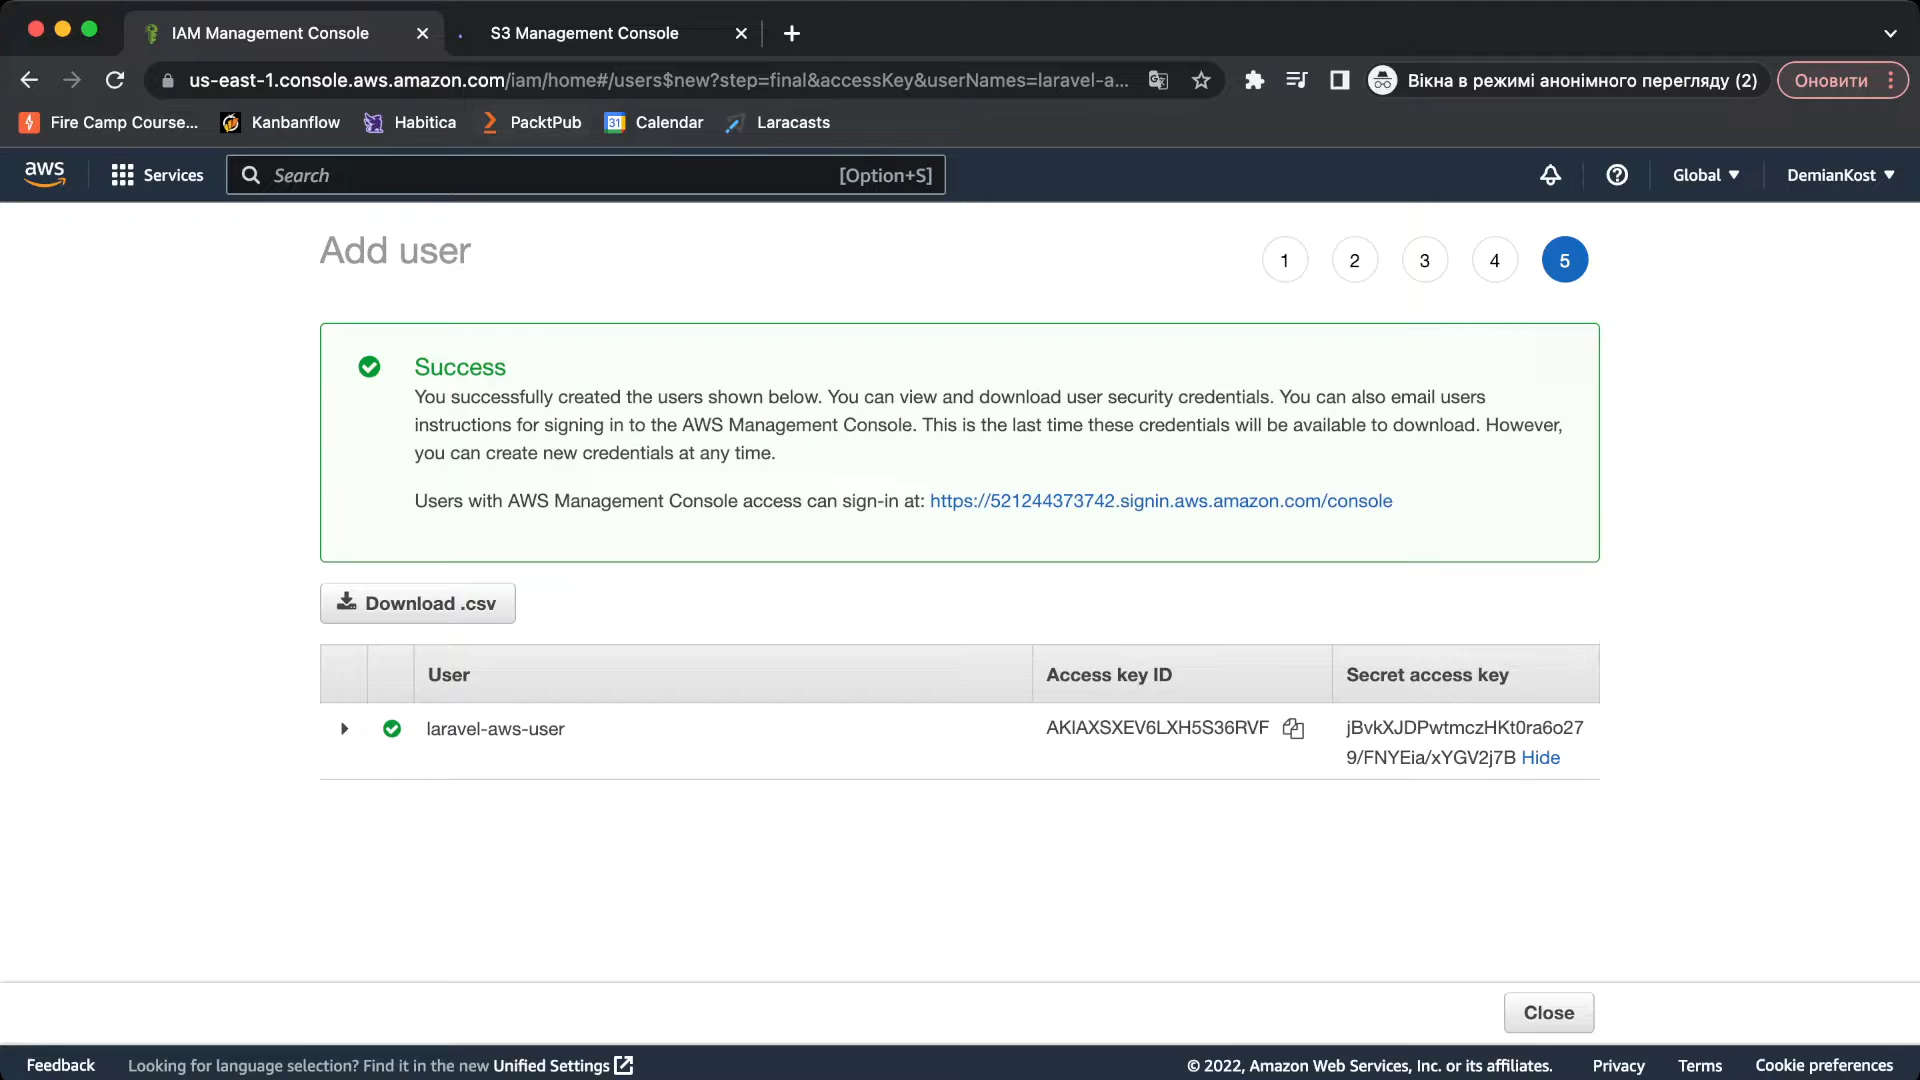 IAM Management Console
S3 Management Console
us-east-1.console.aws.amazon.com/iam/home#/users$new?step=final&accessKey&userNames=laravel-a...
Вікна в режимі анонімного перегляду (2)
Оновити
Fire Camp Course...
Kanbanflow
Habitica
PacktPub
31
Calendar
Laracasts
aws
Services
Search
[Option+S]
Global
DemianKost
Add user
1
2
3
4
5
Success
You successfully created the users shown below. You can view and download user security credentials. You can also email users
instructions for signing in to the AWS Management Console. This is the last time these credentials will be available to download. However,
you can create new credentials at any time.
Users with AWS Management Console access can sign-in at: https://521244373742.signin.aws.amazon.com/console
Download .csv
User
Access key ID
Secret access key
laravel-aws-user
AKIAXSXEV6LXH5S36RVF
jBvkXJDPwtmczHKt0ra6o27
9/FNYEia/xYGV2j7B Hide
Close
Feedback
Looking for language selection? Find it in the new Unified Settings
© 2022, Amazon Web Services, Inc. or its affiliates.
Privacy
Terms
Cookie preferences